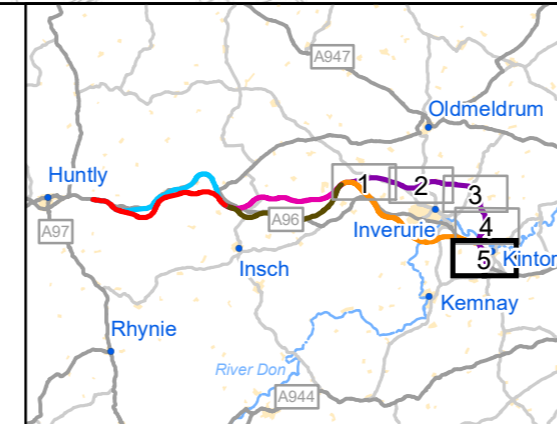 A947
Oldmeldrum
Huntly
1
2
3
A96
A97
Inverurie
4
Insch
5
Kintor
Kemnay
Rhynie
River Don
A944